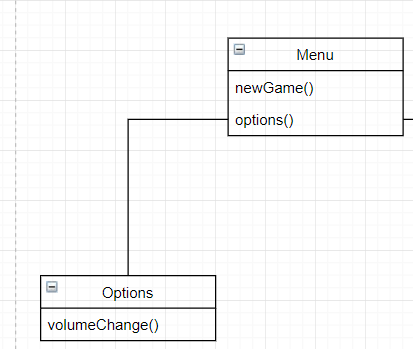 Menu
newGame()
options()
Options
volumeChange()